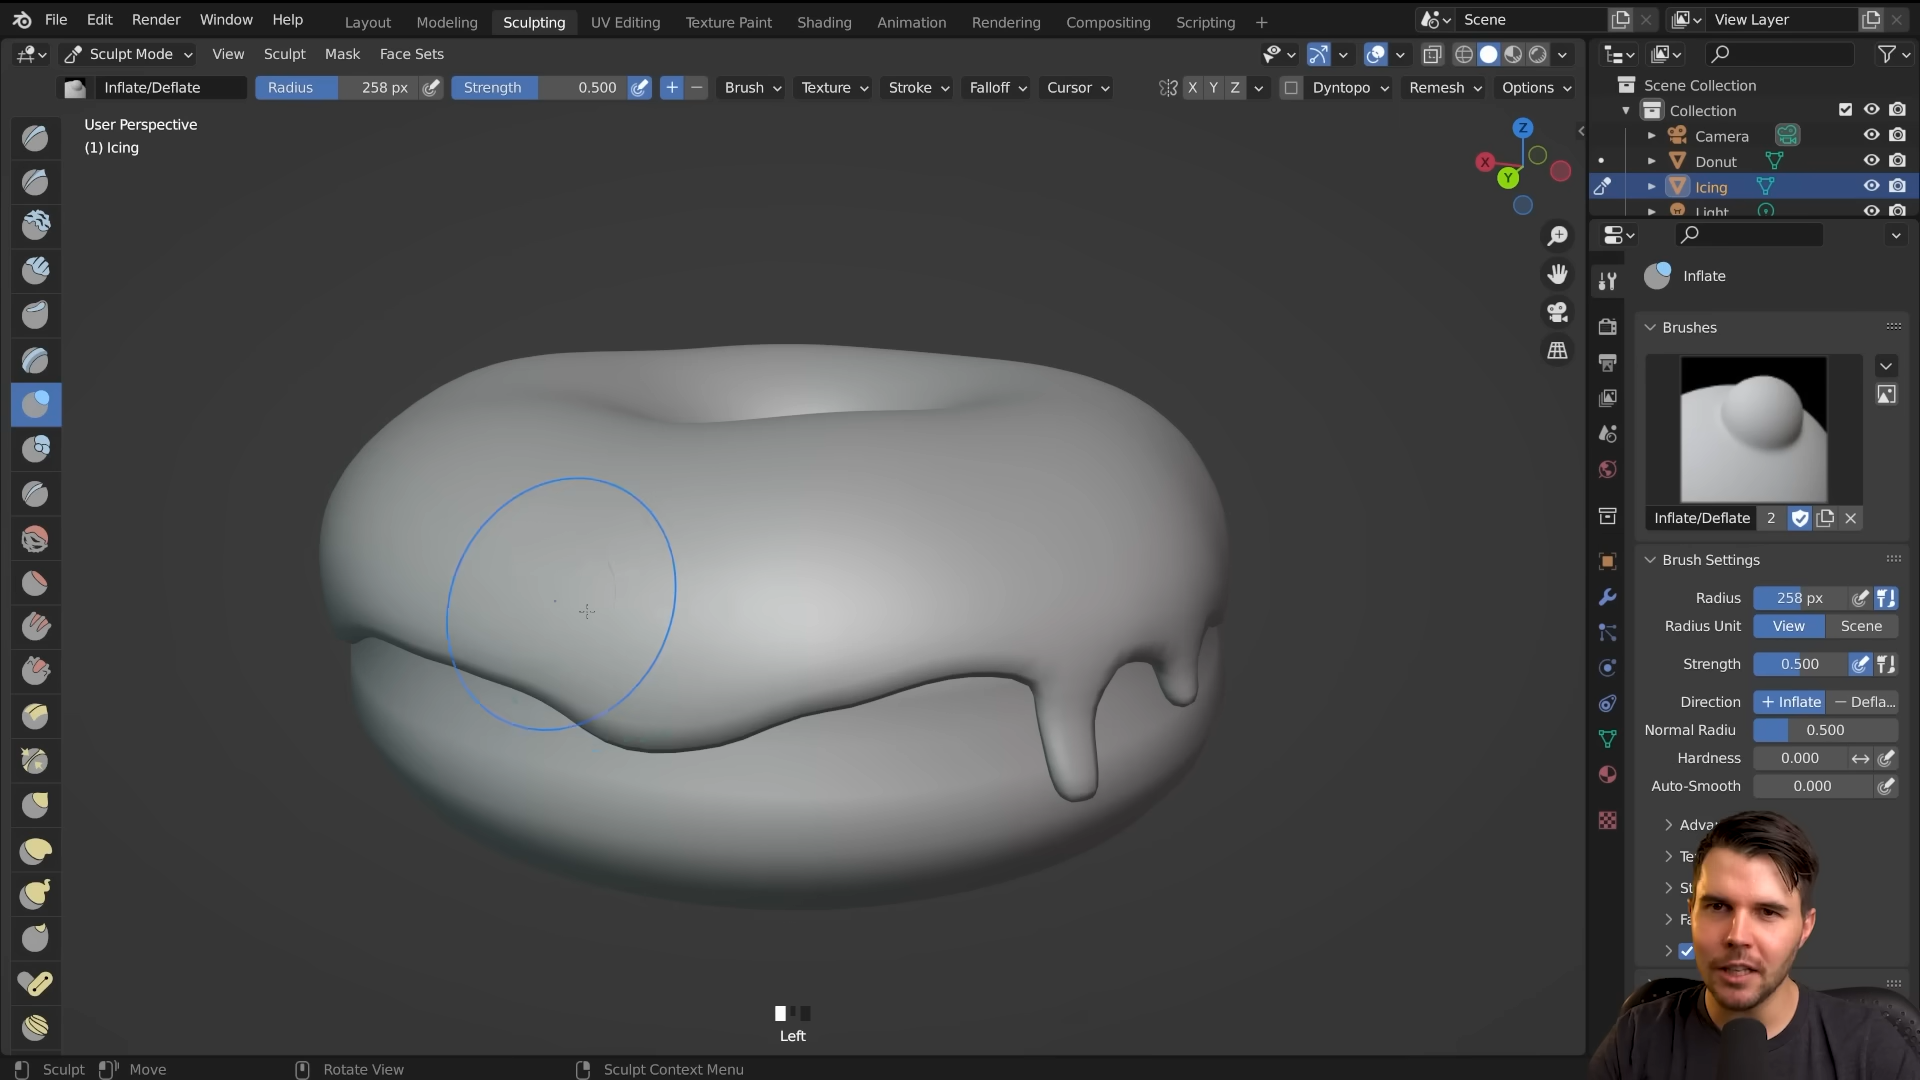 File Edit Render Window Help Layout Modeling Sculpting UV Editing Texture Paint Shading Animation Rendering Compositing Scripting + Scene View Layer
Sculpt Mode View Sculpt Mask Face Sets
Inflate/Deflate Radius 258 px Strength 0.500 + − Brush Texture Stroke Falloff Cursor X Y Z Dyntopo Remesh Options
User Perspective
(1) Icing
Z
X
Y
Left
Sculpt Move Rotate View Sculpt Context Menu
Scene Collection
Collection
Camera
Donut
Icing
Light
Inflate
Brushes
Inflate/Deflate 2
Brush Settings
Radius 258 px
Radius Unit View Scene
Strength 0.500
Direction + Inflate − Defla...
Normal Radiu 0.500
Hardness 0.000
Auto-Smooth 0.000
Adva
Te
St
Fa